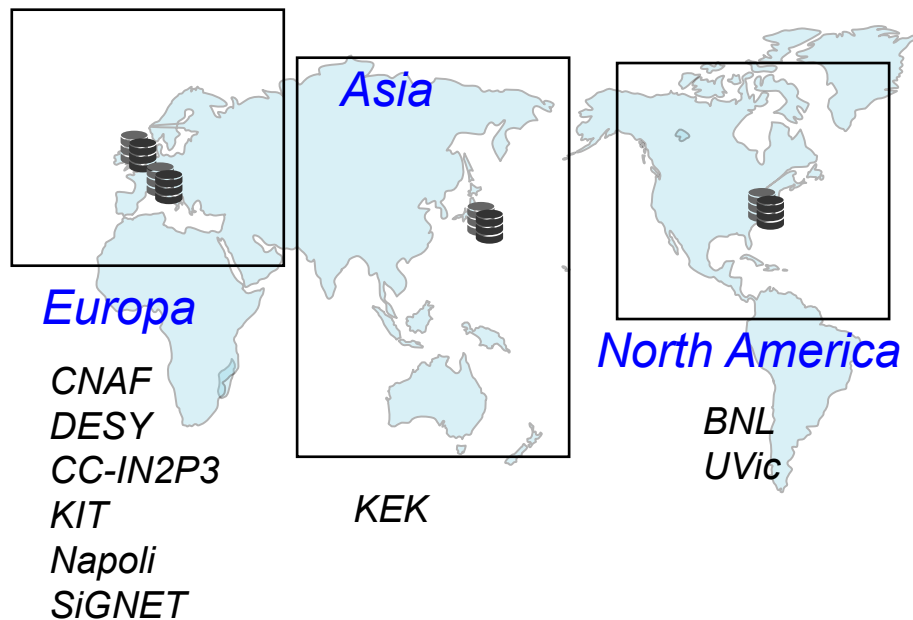 Asia
Europa
North America
CNAF
DESY
CC-IN2P3
KIT
Napoli
SiGNET
KEK
BNL
UVic